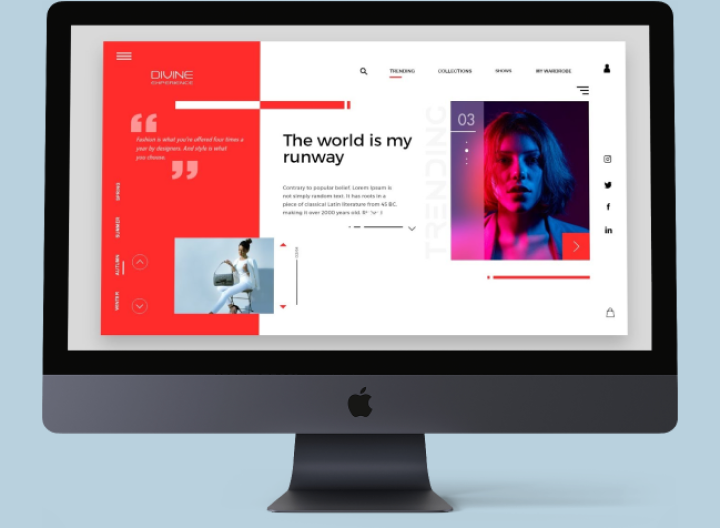 DIVINE
EXPERIENCE
TRENDING
COLLECTIONS
SHOWS
MY WARDROBE
Fashion is what you're offered four times a
year by designers. And style is what
you choose.
The world is my
runway
Contrary to popular belief, Lorem Ipsum is
not simply random text. It has roots in a
piece of classical Latin literature from 45 BC,
making it over 2000 years old.
TRENDING
03
SPRING
SUMMER
AUTUMN
WINTER